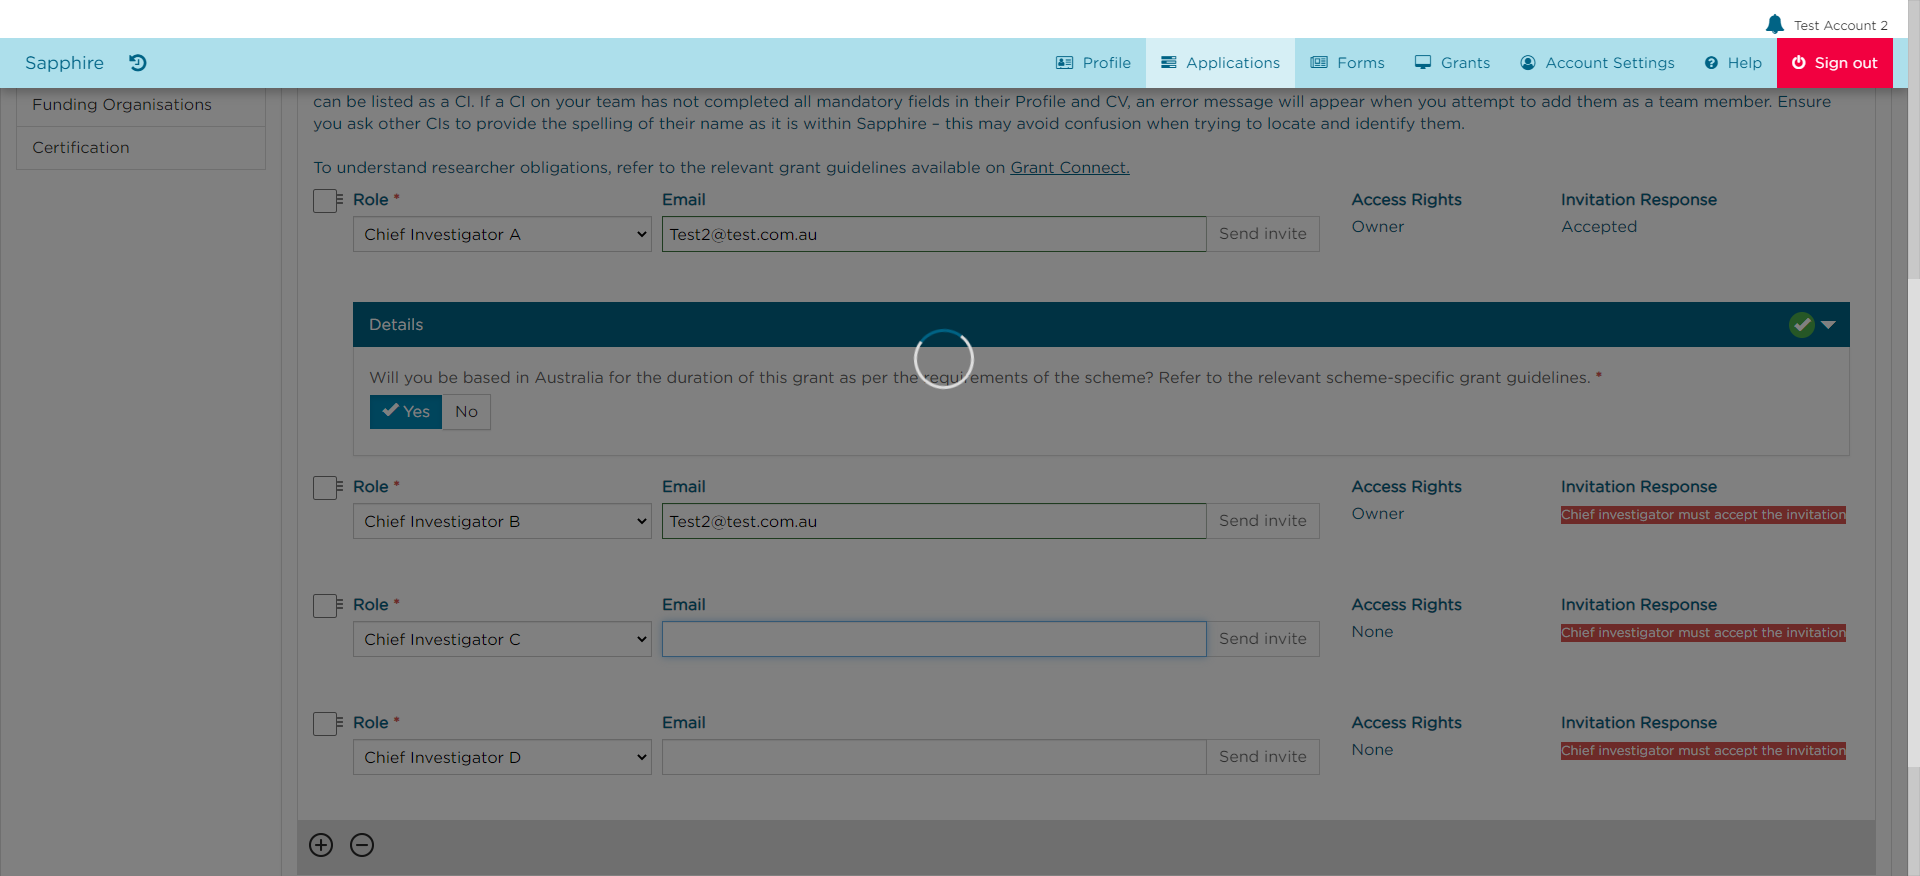 Test Account 2
Sapphire
Profile
Applications
Forms
Grants
Account Settings
Help
Sign out
Funding Organisations
Certification
can be listed as a CI. If a CI on your team has not completed all mandatory fields in their Profile and CV, an error message will appear when you attempt to add them as a team member. Ensure
you ask other CIs to provide the spelling of their name as it is within Sapphire – this may avoid confusion when trying to locate and identify them.
To understand researcher obligations, refer to the relevant grant guidelines available on Grant Connect.
Role * Email Access Rights Invitation Response
Chief Investigator A Test2@test.com.au Send invite Owner Accepted
Details
Will you be based in Australia for the duration of this grant as per the requirements of the scheme? Refer to the relevant scheme-specific grant guidelines. *
Yes No
Role * Email Access Rights Invitation Response
Chief Investigator B Test2@test.com.au Send invite Owner Chief investigator must accept the invitation
Role * Email Access Rights Invitation Response
Chief Investigator C Send invite None Chief investigator must accept the invitation
Role * Email Access Rights Invitation Response
Chief Investigator D Send invite None Chief investigator must accept the invitation